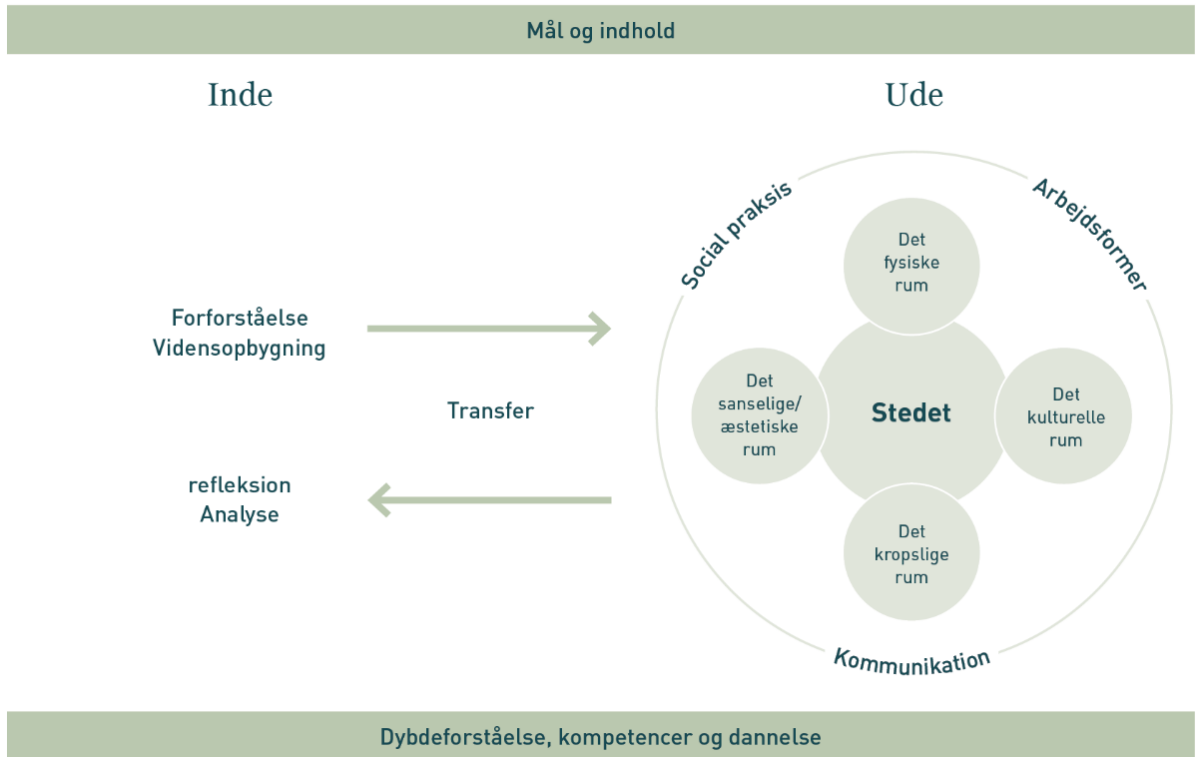 Mål og indhold
Inde
Ude
Social praksis
Arbejdsformer
Det
fysiske
rum
Forforståelse
Vidensopbygning
Transfer
Det
sanselige/
æstetiske
rum
Stedet
Det
kulturelle
rum
refleksion
Analyse
Det
kropslige
rum
Kommunikation
Dybdeforståelse, kompetencer og dannelse